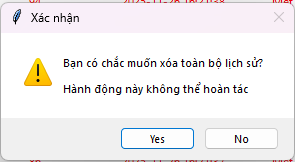 Xác nhận
Bạn có chắc muốn xóa toàn bộ lịch sử?
Hành động này không thể hoàn tác
Yes
No